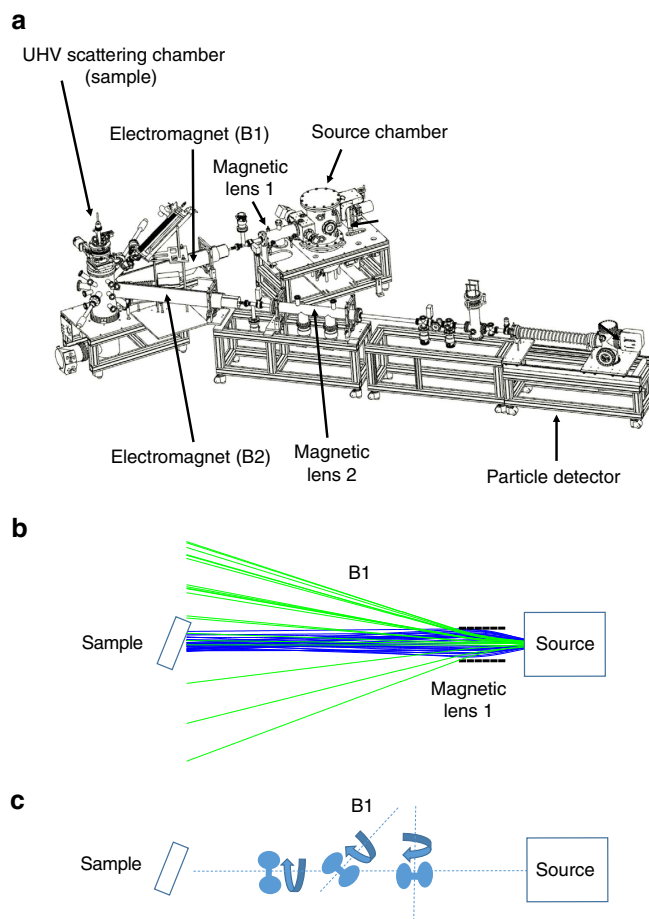 a
UHV scattering chamber
(sample)
Electromagnet (B1)
Source chamber
Magnetic
lens 1
Electromagnet (B2)
Magnetic
lens 2
Particle detector
b
B1
Sample
Source
Magnetic
lens 1
c
B1
Sample
Source